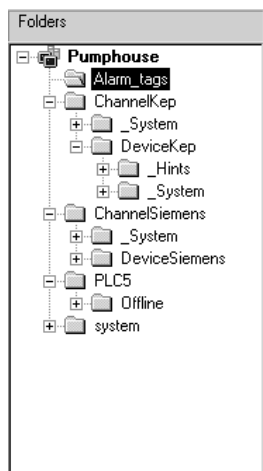 Folders
Pumphouse
Alarm_tags
ChannelKep
_System
DeviceKep
_Hints
_System
ChannelSiemens
_System
DeviceSiemens
PLC5
Offline
system